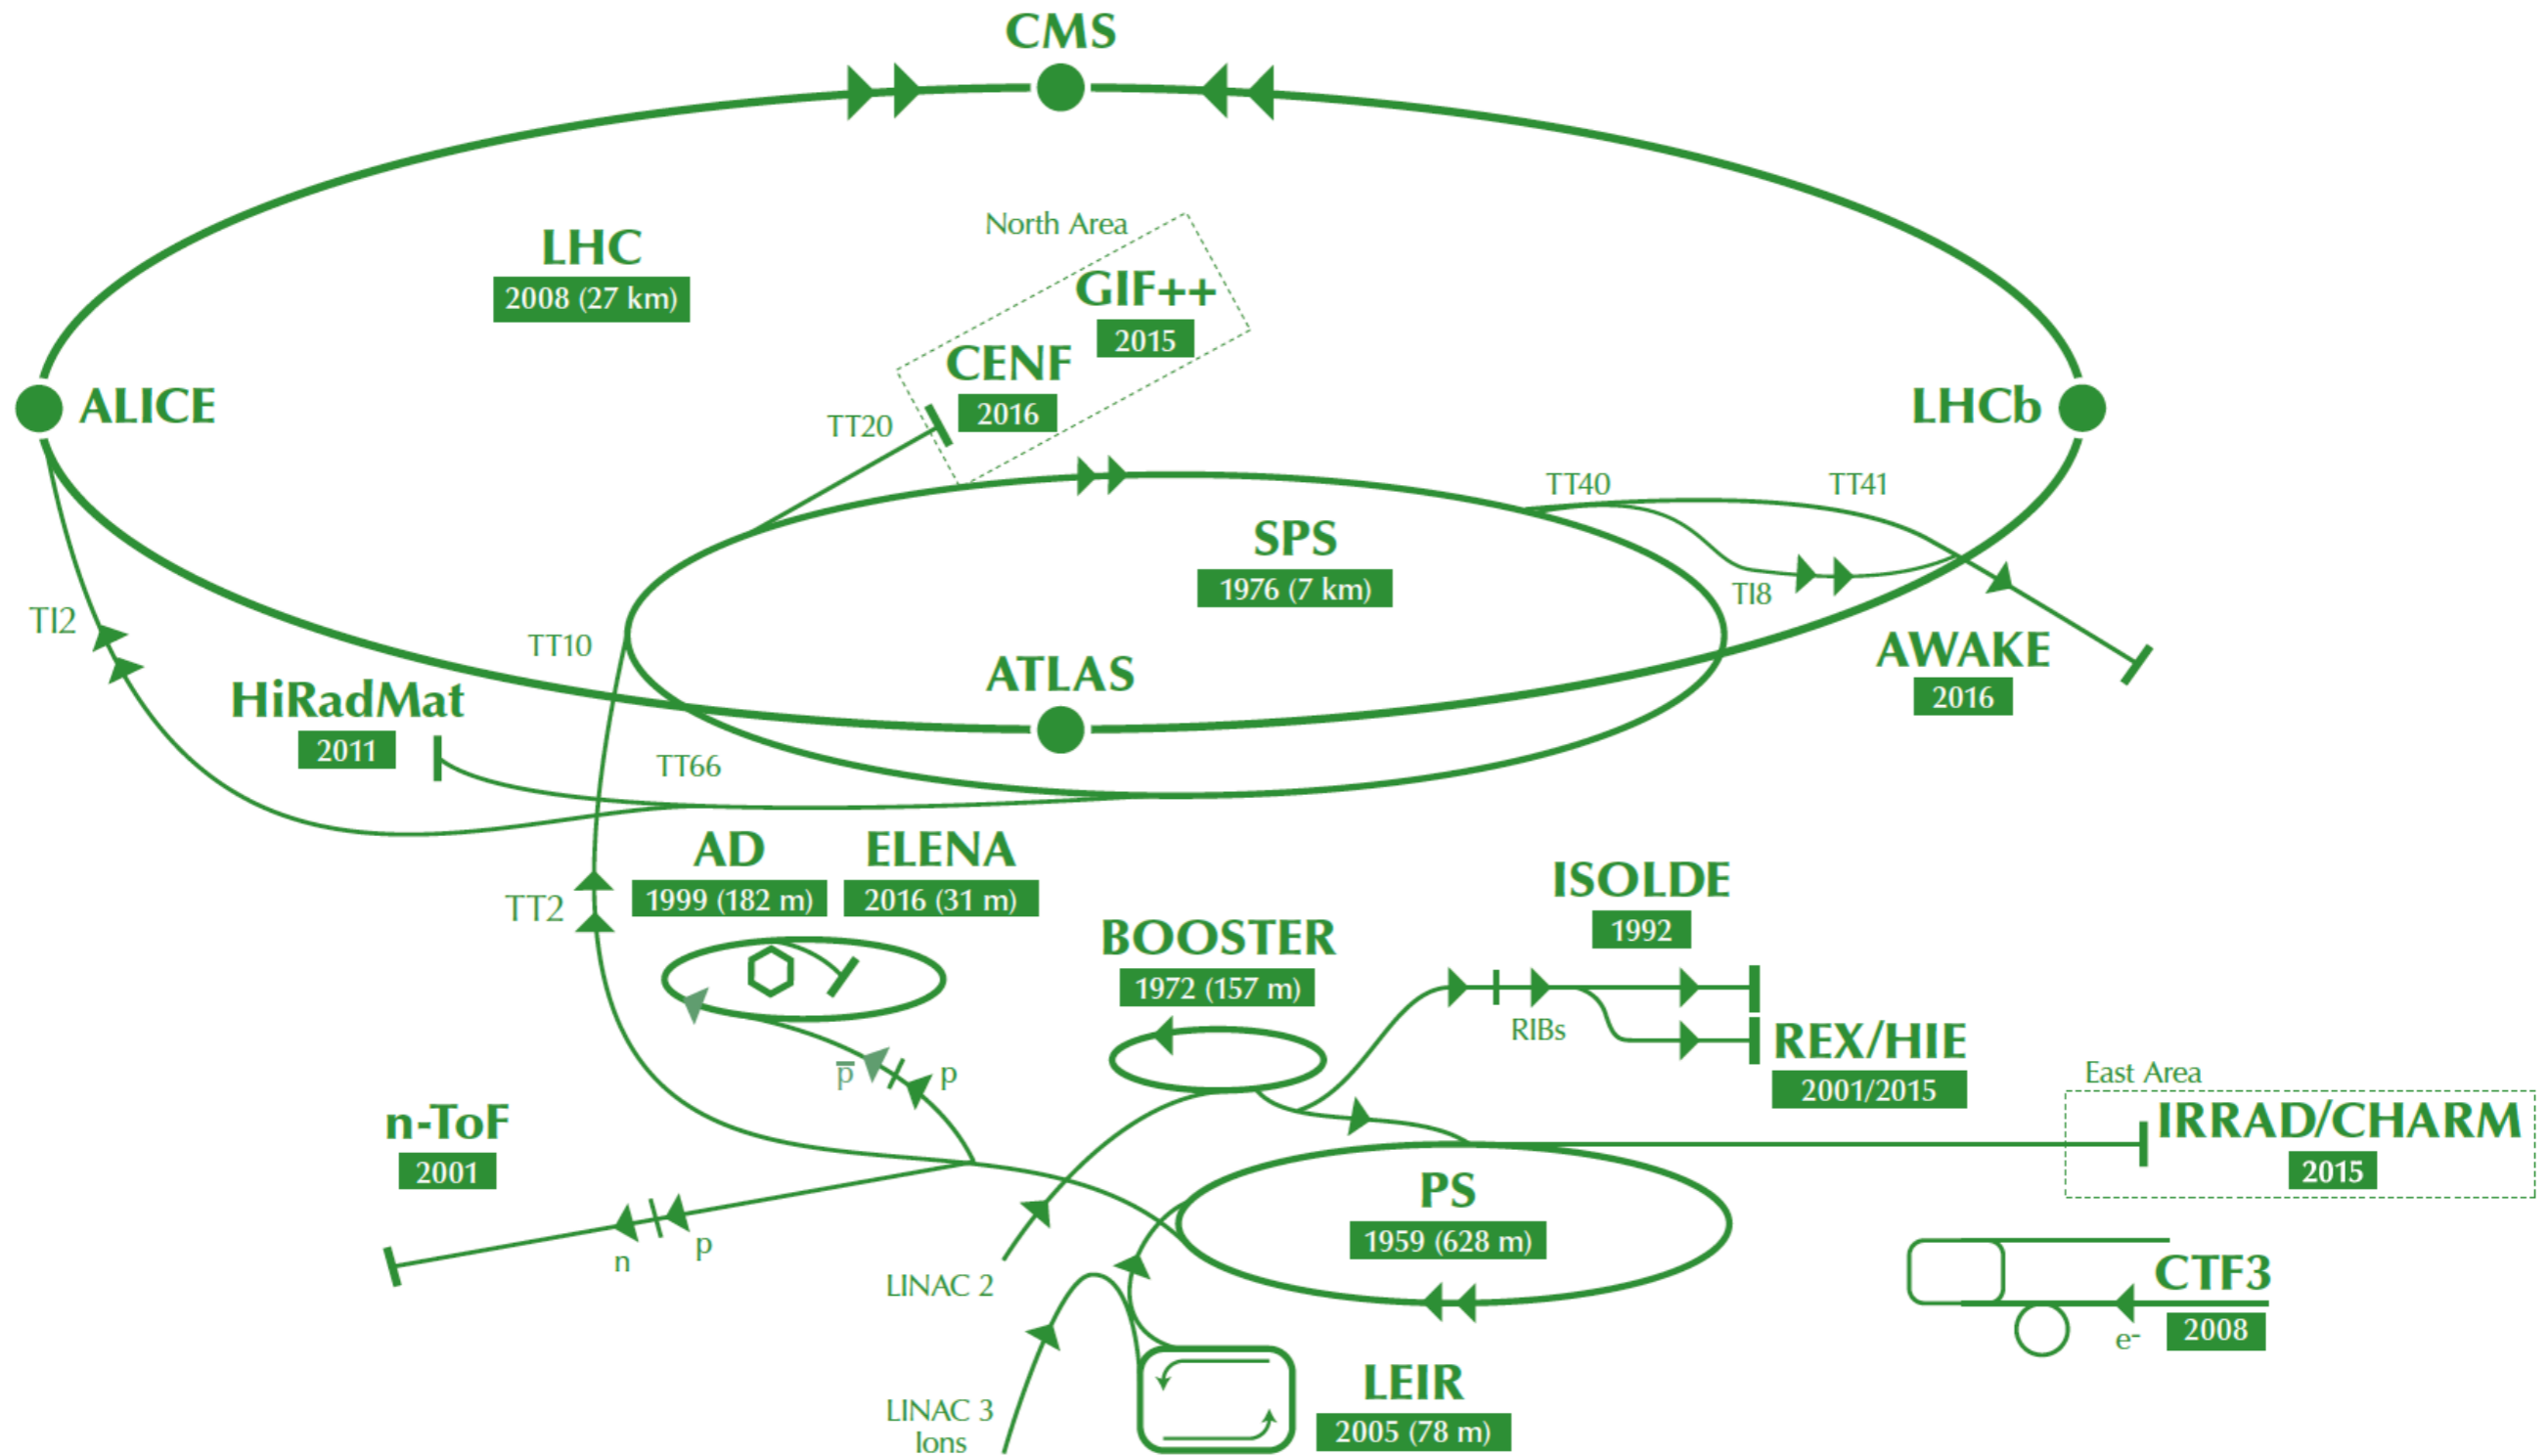 CMS
North Area
LHC
2008 (27 km)
GIF++
2015
CENF
2016
ALICE
TT20
LHCb
TT40
TT41
SPS
1976 (7 km)
TI8
TI2
TT10
ATLAS
AWAKE
2016
HiRadMat
2011
TT66
AD
1999 (182 m)
ELENA
2016 (31 m)
TT2
ISOLDE
1992
BOOSTER
1972 (157 m)
RIBs
REX/HIE
2001/2015
p̅
p
East Area
IRRAD/CHARM
2015
n-ToF
2001
n
p
PS
1959 (628 m)
LINAC 2
CTF3
2008
e-
LEIR
2005 (78 m)
LINAC 3
Ions